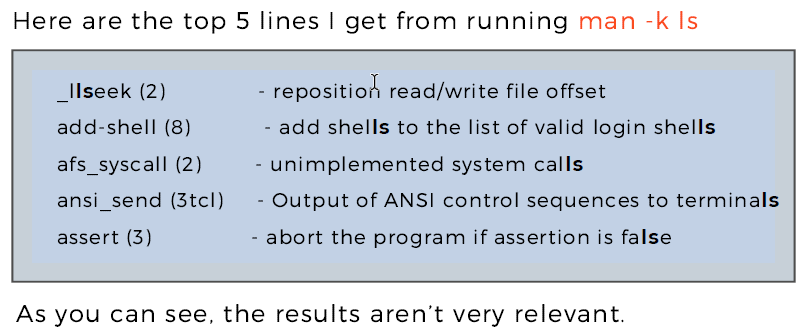 Here are the top 5 lines I get from running man -k ls
_llseek (2) - reposition read/write file offset
add-shell (8) - add shells to the list of valid login shells
afs_syscall (2) - unimplemented system calls
ansi_send (3tcl) - Output of ANSI control sequences to terminals
assert (3) - abort the program if assertion is false
As you can see, the results aren’t very relevant.